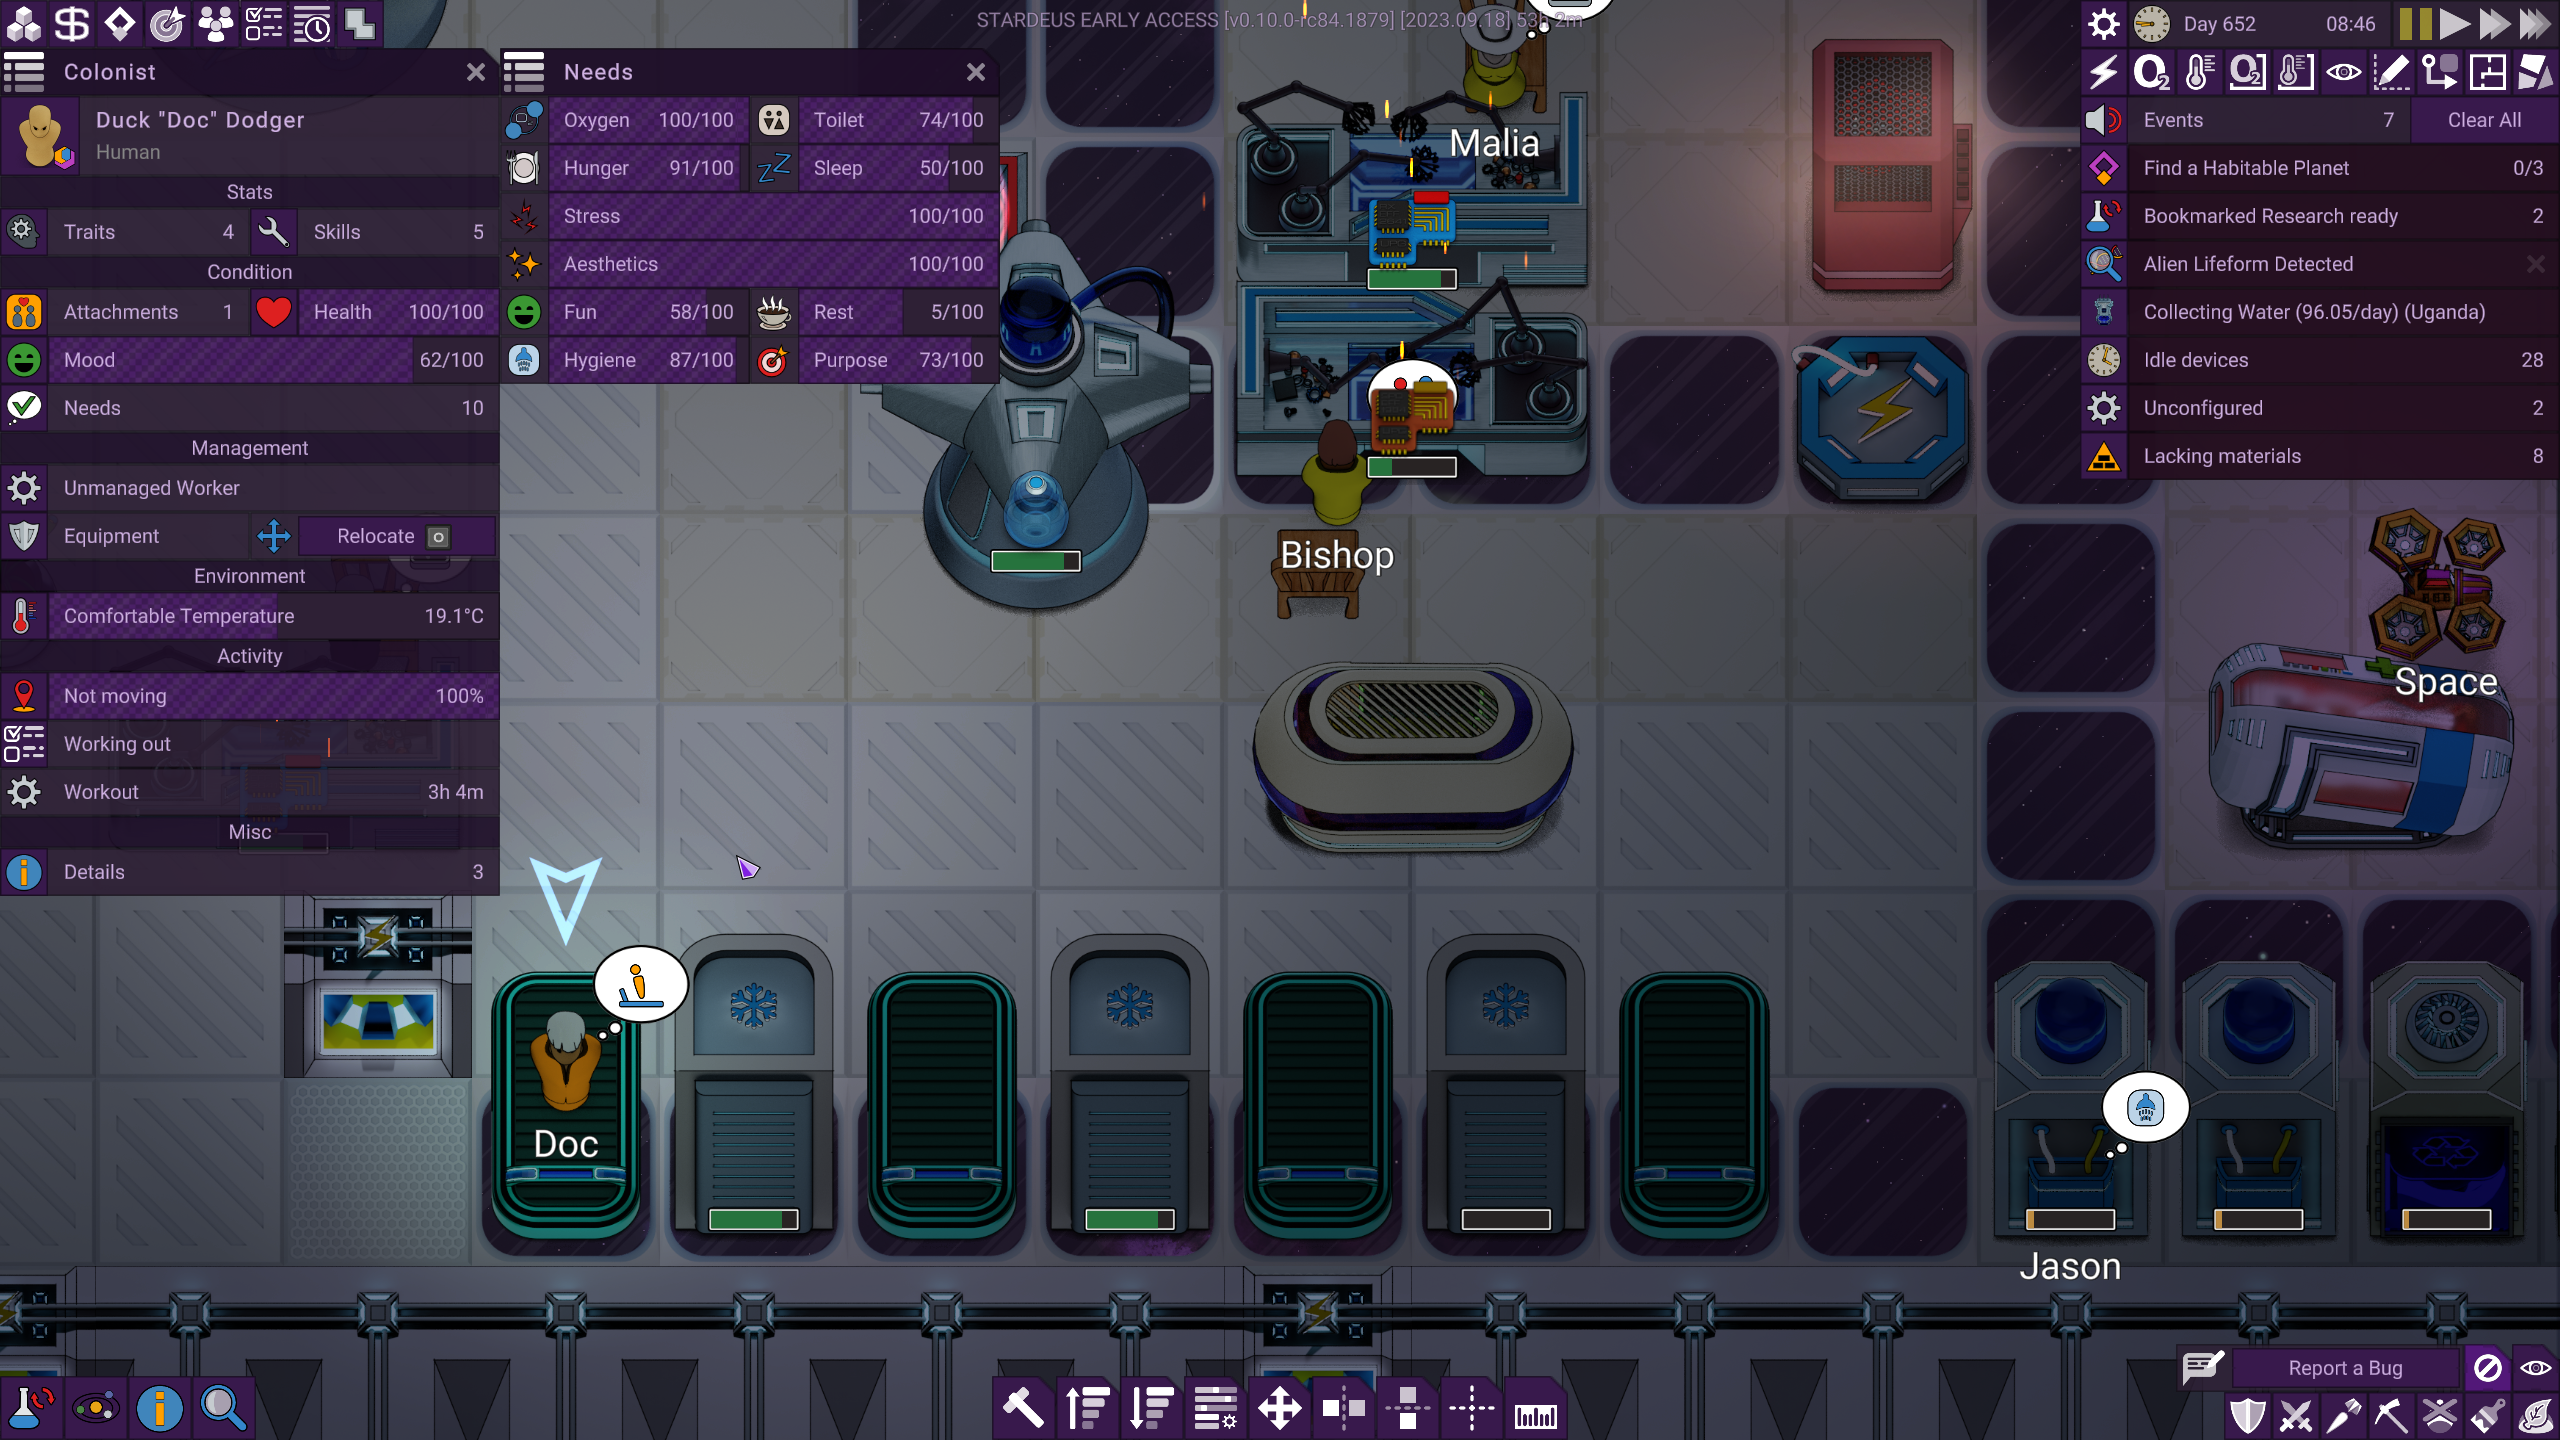 STARDEUS EARLY ACCESS [v0.10.0-rc84.1879] [2023.09.18] 53h 2m
Day 652 08:46
Colonist
Duck "Doc" Dodger
Human
Stats
Traits 4 Skills 5
Condition
Attachments 1 Health 100/100
Mood 62/100
Needs 10
Management
Unmanaged Worker
Equipment Relocate O
Environment
Comfortable Temperature 19.1°C
Activity
Not moving 100%
Working out
Workout 3h 4m
Misc
Details 3
Needs
Oxygen 100/100 Toilet 74/100
Hunger 91/100 Sleep 50/100
Stress 100/100
Aesthetics 100/100
Fun 58/100 Rest 5/100
Hygiene 87/100 Purpose 73/100
O2 O2
Events 7 Clear All
Find a Habitable Planet 0/3
Bookmarked Research ready 2
Alien Lifeform Detected
Collecting Water (96.05/day) (Uganda)
Idle devices 28
Unconfigured 2
Lacking materials 8
Malia
Bishop
Space
Doc
Jason
Report a Bug